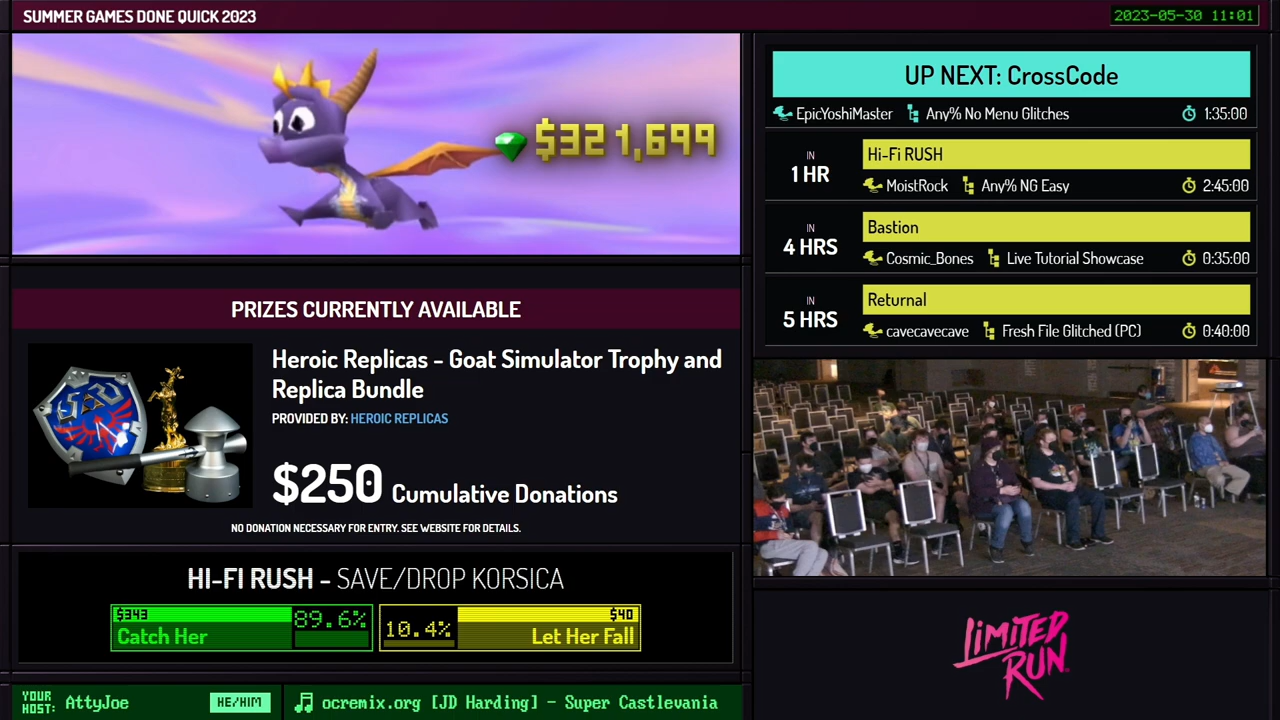 SUMMER GAMES DONE QUICK 2023
2023-05-30 11:01
$321,699
UP NEXT: CrossCode
EpicYoshiMaster Any% No Menu Glitches 1:35:00
IN
1 HR
Hi-Fi RUSH
MoistRock Any% NG Easy 2:45:00
IN
4 HRS
Bastion
Cosmic_Bones Live Tutorial Showcase 0:35:00
IN
5 HRS
Returnal
cavecavecave Fresh File Glitched (PC) 0:40:00
PRIZES CURRENTLY AVAILABLE
Heroic Replicas - Goat Simulator Trophy and
Replica Bundle
PROVIDED BY: HEROIC REPLICAS
$250 Cumulative Donations
NO DONATION NECESSARY FOR ENTRY. SEE WEBSITE FOR DETAILS.
HI-FI RUSH - SAVE/DROP KORSICA
$343 89.6% 10.4% $40
Catch Her Let Her Fall
LIMITED
RUN
YOUR
HOST: AttyJoe HE/HIM ocremix.org [JD Harding] - Super Castlevania